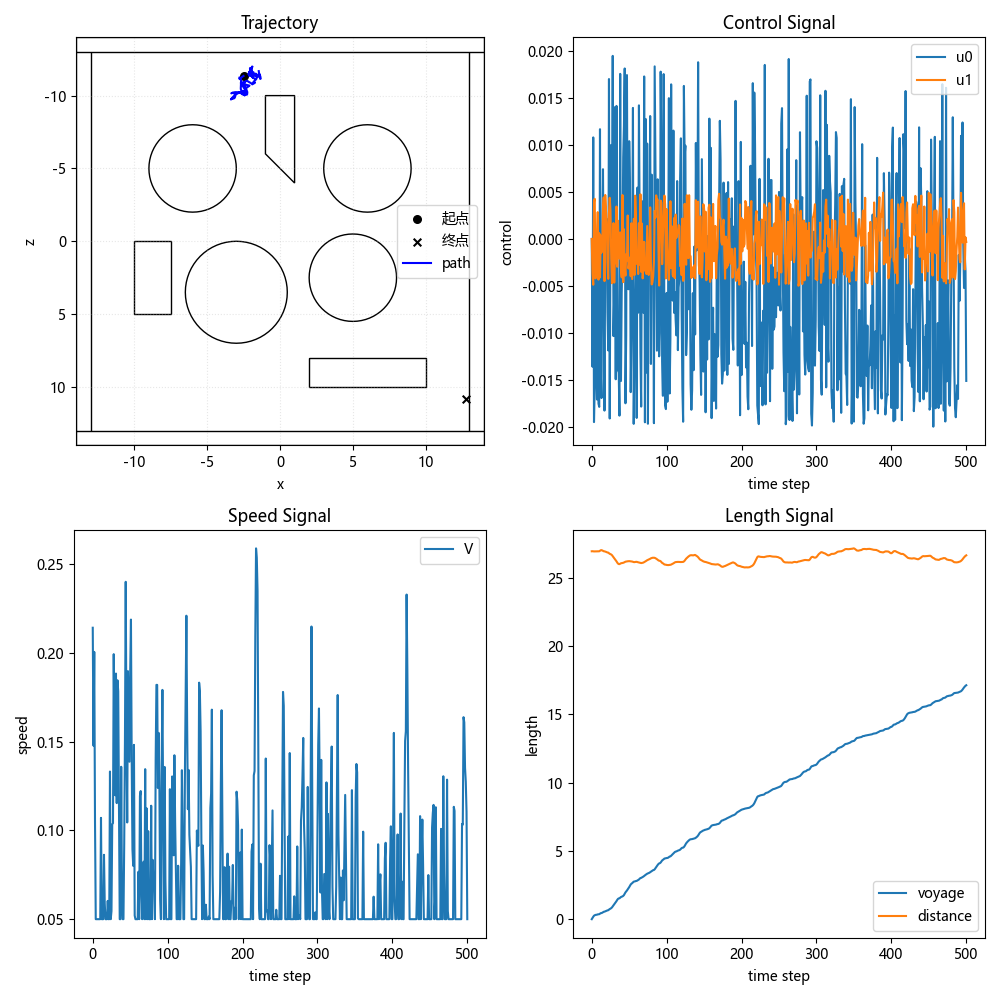 Trajectory
-10
-5
0
5
10
z
-10
-5
0
5
10
x
起点
终点
path
Control Signal
0.020
0.015
0.010
0.005
0.000
-0.005
-0.010
-0.015
-0.020
control
0
100
200
300
400
500
time step
u0
u1
Speed Signal
0.25
0.20
0.15
0.10
0.05
speed
0
100
200
300
400
500
time step
V
Length Signal
25
20
15
10
5
0
length
0
100
200
300
400
500
time step
voyage
distance